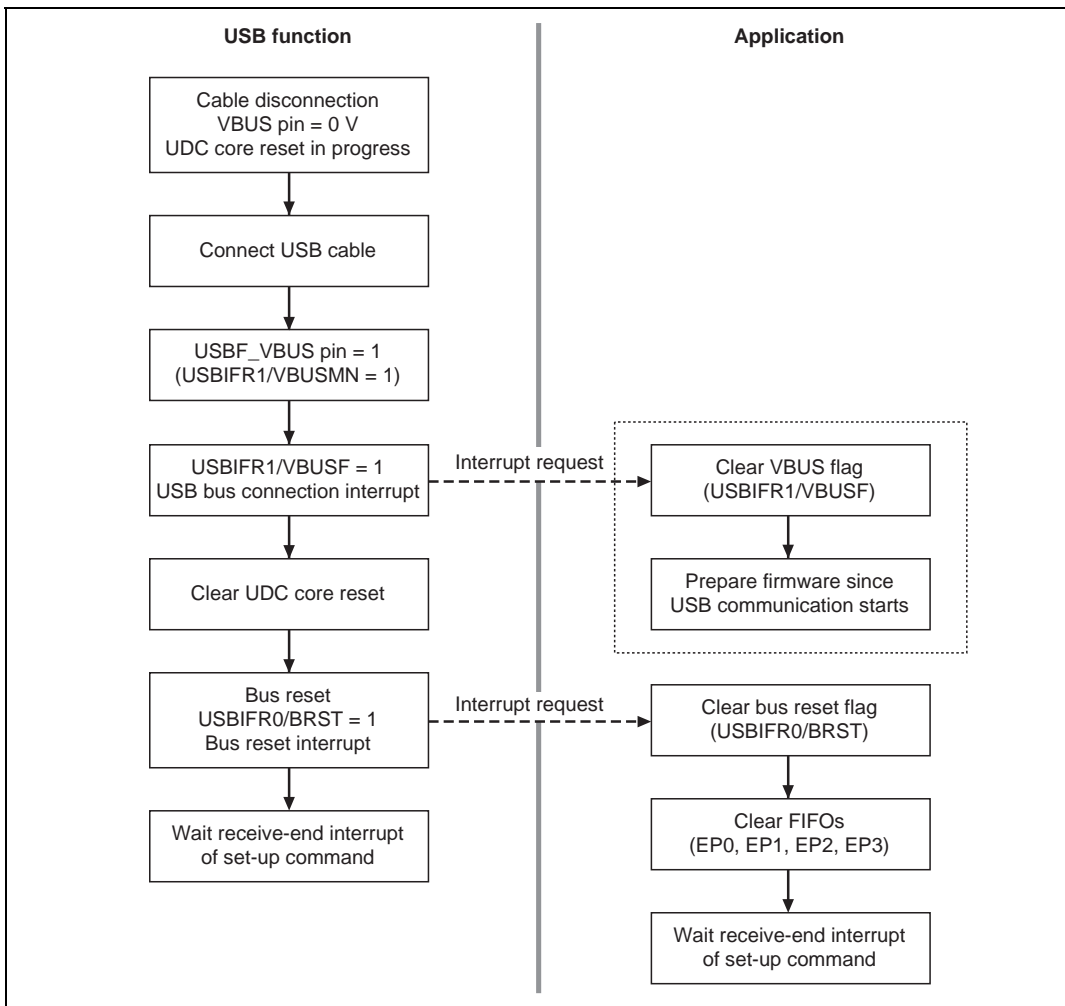 USB function
Application
Cable disconnection
VBUS pin = 0 V
UDC core reset in progress
Connect USB cable
USBF_VBUS pin = 1
(USBIFR1/VBUSMN = 1)
USBIFR1/VBUSF = 1
USB bus connection interrupt
Interrupt request
Clear VBUS flag
(USBIFR1/VBUSF)
Clear UDC core reset
Prepare firmware since
USB communication starts
Bus reset
USBIFR0/BRST = 1
Bus reset interrupt
Interrupt request
Clear bus reset flag
(USBIFR0/BRST)
Wait receive-end interrupt
of set-up command
Clear FIFOs
(EP0, EP1, EP2, EP3)
Wait receive-end interrupt
of set-up command